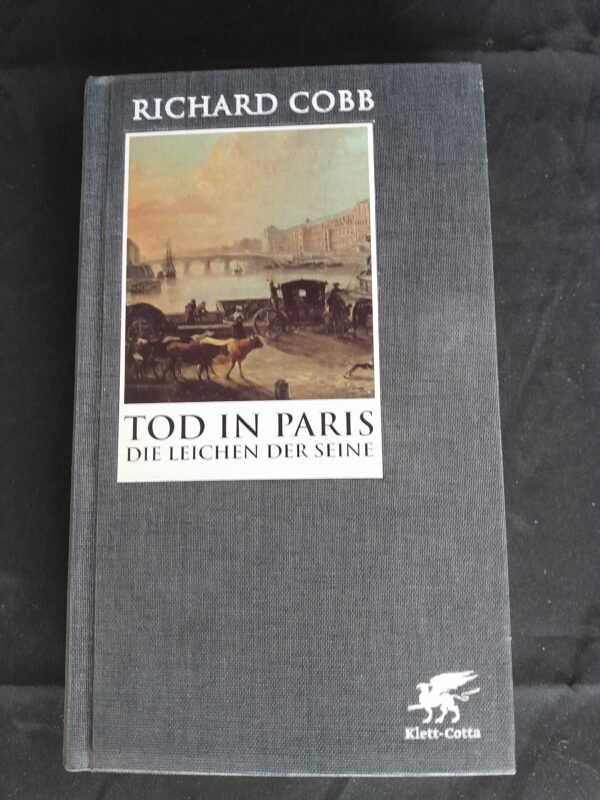 RICHARD COBB
TOD IN PARIS
DIE LEICHEN DER SEINE
Klett-Cotta